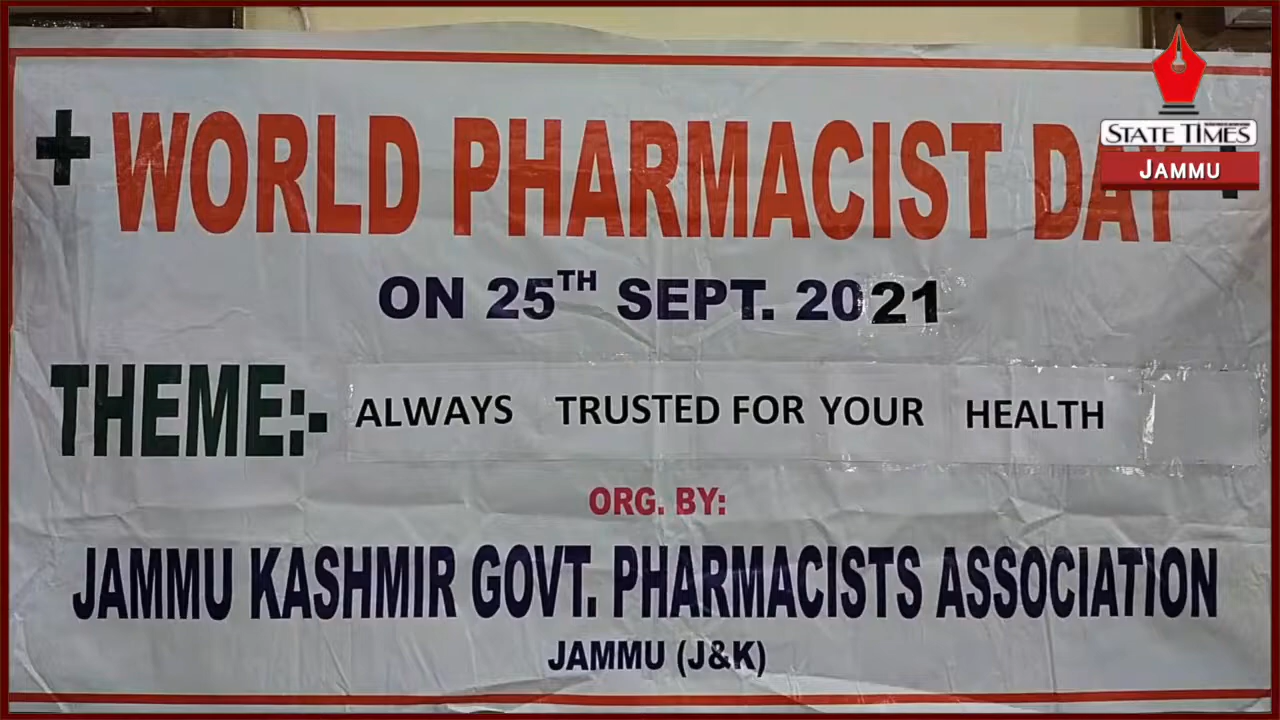 WORLD PHARMACIST DAY
STATE TIMES
JAMMU
ON 25TH SEPT. 2021
THEME:- ALWAYS TRUSTED FOR YOUR HEALTH
ORG. BY:
JAMMU KASHMIR GOVT. PHARMACISTS ASSOCIATION
JAMMU (J&K)